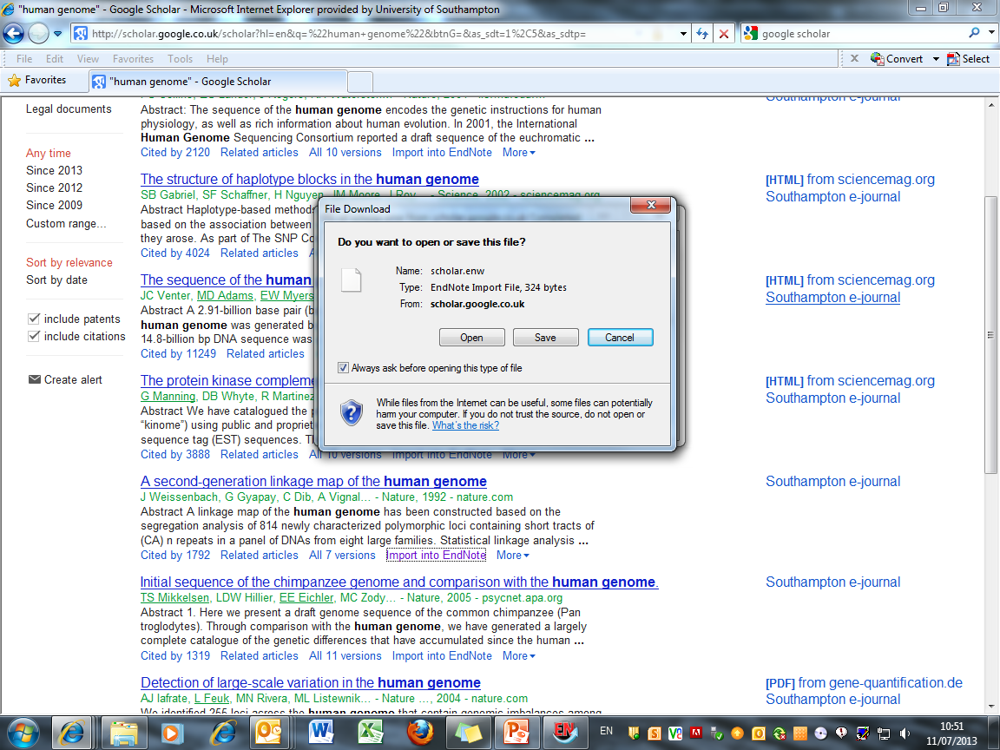 "human genome" - Google Scholar - Microsoft Internet Explorer provided by University of Southampton
http://scholar.google.co.uk/scholar?hl=en&q=%22human+genome%22&btnG=&as_sdt=1%2C5&as_sdtp=
google scholar
File Edit View Favorites Tools Help
Convert Select
Favorites "human genome" - Google Scholar
Legal documents
Any time
Since 2013
Since 2012
Since 2009
Custom range...
Sort by relevance
Sort by date
include patents
include citations
Create alert
Southampton e-journal
Abstract: The sequence of the human genome encodes the genetic instructions for human
physiology, as well as rich information about human evolution. In 2001, the International
Human Genome Sequencing Consortium reported a draft sequence of the euchromatic ...
Cited by 2120 Related articles All 10 versions Import into EndNote More
The structure of haplotype blocks in the human genome
[HTML] from sciencemag.org
SB Gabriel, SF Schaffner, H Nguyen, JM Moore, J Roy... - Science, 2002 - sciencemag.org
Southampton e-journal
Abstract Haplotype-based methods
based on the association between
they arose. As part of The SNP Co
Cited by 4024 Related articles
The sequence of the human
[HTML] from sciencemag.org
JC Venter, MD Adams, EW Myers
Southampton e-journal
Abstract A 2.91-billion base pair (b
human genome was generated b
14.8-billion bp DNA sequence was
Cited by 11249 Related articles
The protein kinase compleme
[HTML] from sciencemag.org
G Manning, DB Whyte, R Martinez
Southampton e-journal
Abstract We have catalogued the p
"kinome") using public and propriet
sequence tag (EST) sequences. Th
Cited by 3888 Related articles All 10 versions Import into EndNote More
A second-generation linkage map of the human genome
Southampton e-journal
J Weissenbach, G Gyapay, C Dib, A Vignal... - Nature, 1992 - nature.com
Abstract A linkage map of the human genome has been constructed based on the
segregation analysis of 814 newly characterized polymorphic loci containing short tracts of
(CA) n repeats in a panel of DNAs from eight large families. Statistical linkage analysis ...
Cited by 1792 Related articles All 7 versions Import into EndNote More
Initial sequence of the chimpanzee genome and comparison with the human genome.
Southampton e-journal
TS Mikkelsen, LDW Hillier, EE Eichler, MC Zody... - Nature, 2005 - psycnet.apa.org
Abstract 1. Here we present a draft genome sequence of the common chimpanzee (Pan
troglodytes). Through comparison with the human genome, we have generated a largely
complete catalogue of the genetic differences that have accumulated since the human ...
Cited by 1319 Related articles All 11 versions Import into EndNote More
Detection of large-scale variation in the human genome
[PDF] from gene-quantification.de
AJ Iafrate, L Feuk, MN Rivera, ML Listewnik... - Nature ..., 2004 - nature.com
Southampton e-journal
We identified 255 loci across the human genome that contain genomic imbalances among
File Download
Do you want to open or save this file?
Name: scholar.enw
Type: EndNote Import File, 324 bytes
From: scholar.google.co.uk
Open Save Cancel
Always ask before opening this type of file
While files from the Internet can be useful, some files can potentially
harm your computer. If you do not trust the source, do not open or
save this file. What's the risk?
EN
10:51
11/07/2013